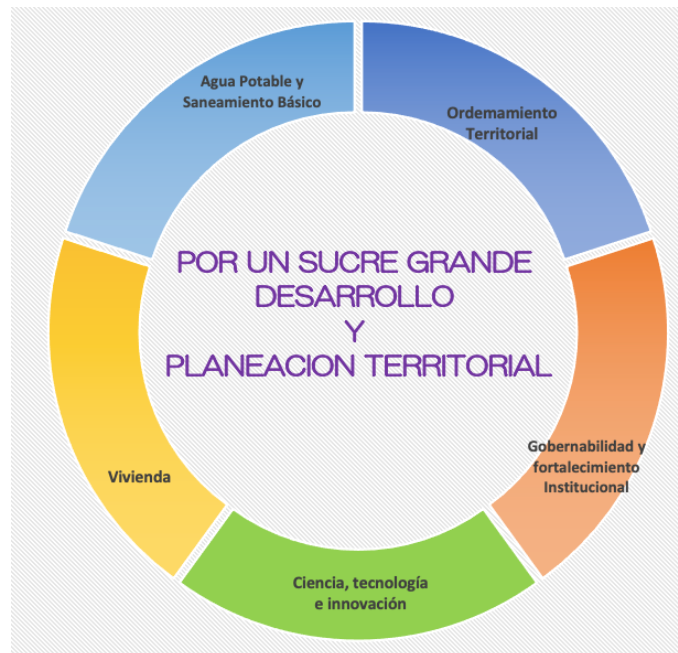 Agua Potable y
Saneamiento Básico
Ordemamiento
Territorial
POR UN SUCRE GRANDE
DESARROLLO
Y
PLANEACION TERRITORIAL
Gobernabilidad y
fortalecimiento
Institucional
Vivienda
Ciencia, tecnología
e innovación